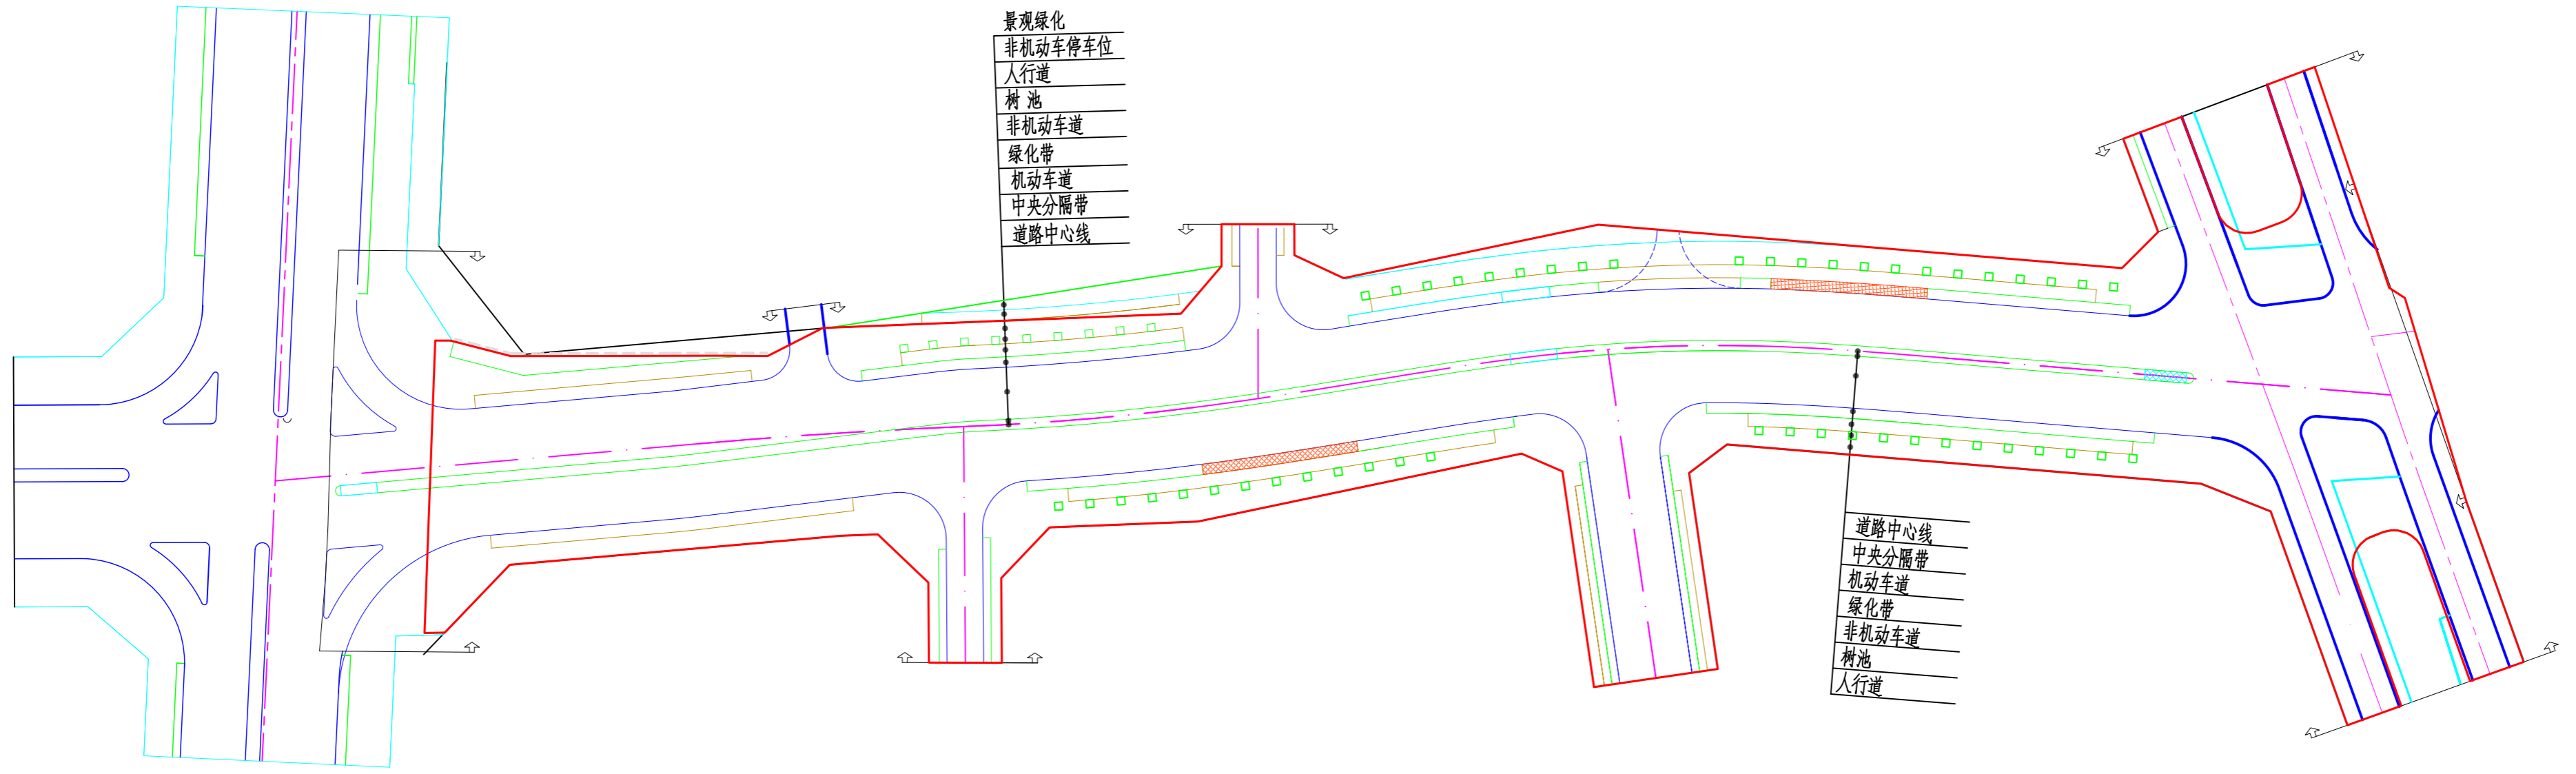 景观绿化
非机动车停车位
人行道
树 池
非机动车道
绿化带
机动车道
中央分隔带
道路中心线
道路中心线
中央分隔带
机动车道
绿化带
非机动车道
树池
人行道